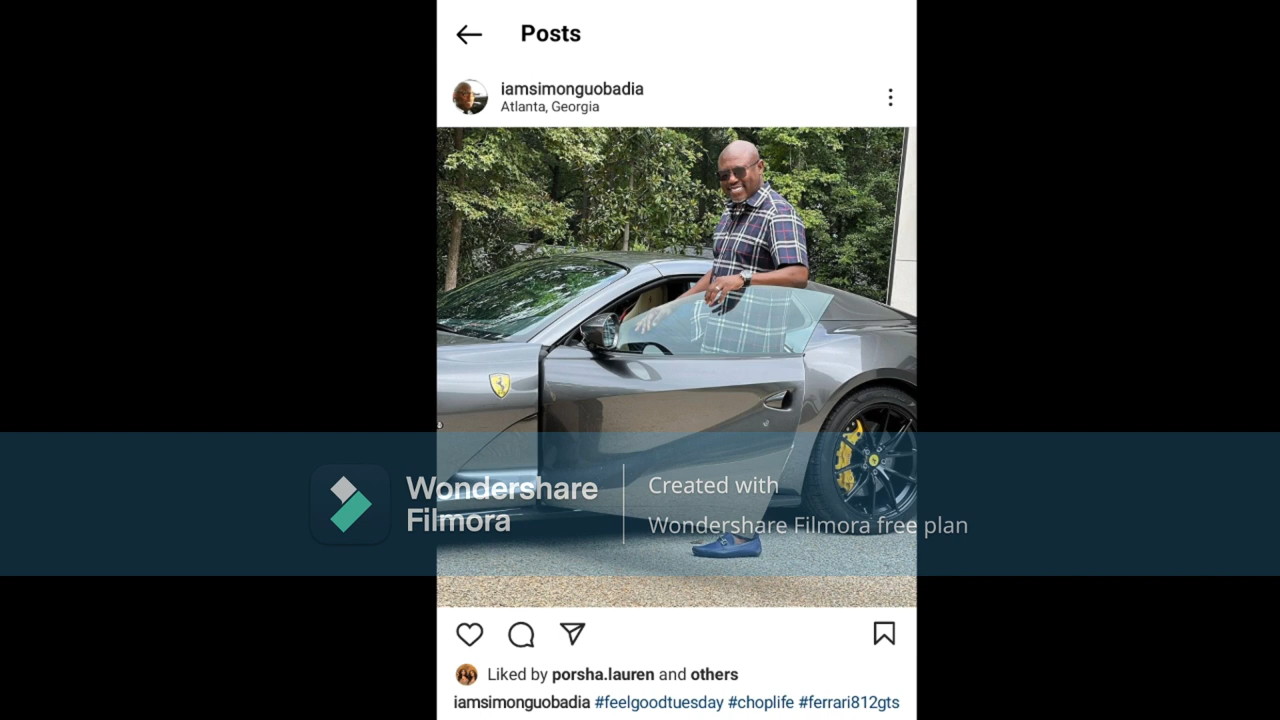 Posts
iamsimonguobadia
Atlanta, Georgia
Wondershare
Filmora
Created with
Wondershare Filmora free plan
Liked by porsha.lauren and others
iamsimonguobadia #feelgoodtuesday #choplife #ferrari812gts